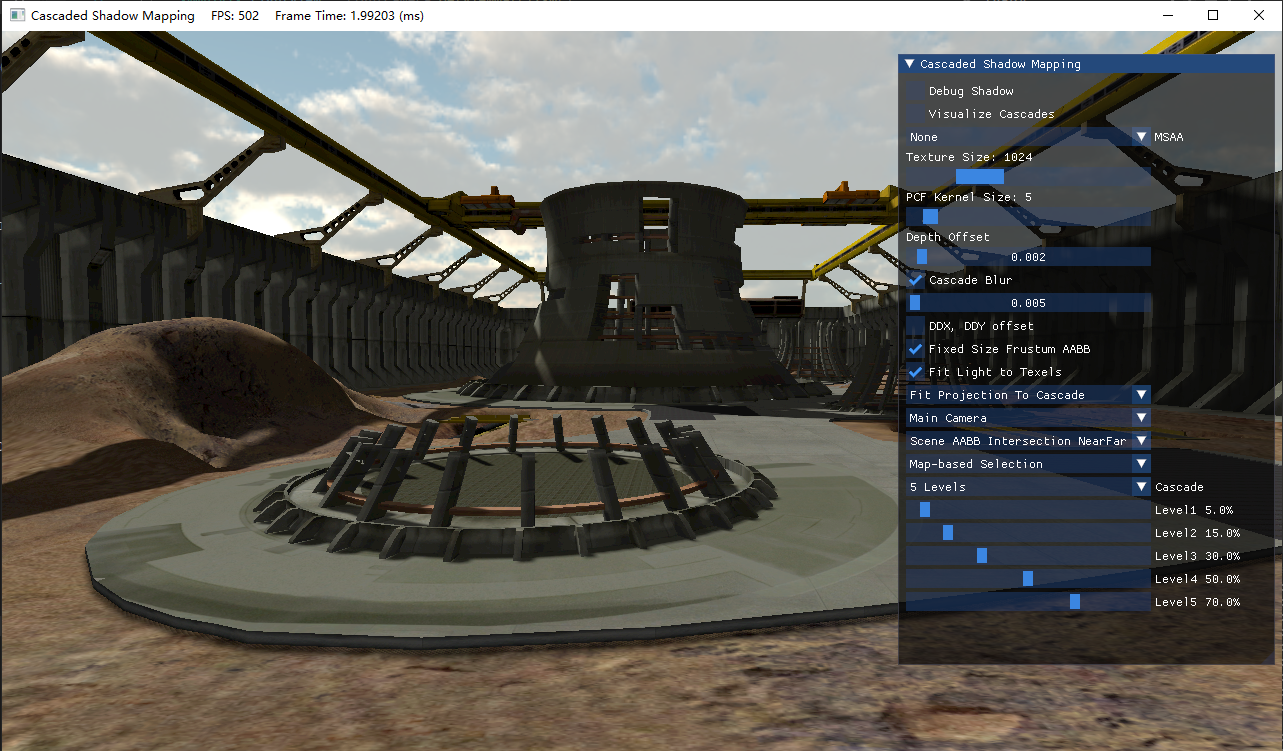 Cascaded Shadow Mapping    FPS: 502    Frame Time: 1.99203 (ms)
Cascaded Shadow Mapping
Debug Shadow
Visualize Cascades
None MSAA
Texture Size: 1024
PCF Kernel Size: 5
Depth Offset
0.002
Cascade Blur
0.005
DDX, DDY offset
Fixed Size Frustum AABB
Fit Light to Texels
Fit Projection To Cascade
Main Camera
Scene AABB Intersection NearFar
Map-based Selection
5 Levels Cascade
Level1 5.0%
Level2 15.0%
Level3 30.0%
Level4 50.0%
Level5 70.0%